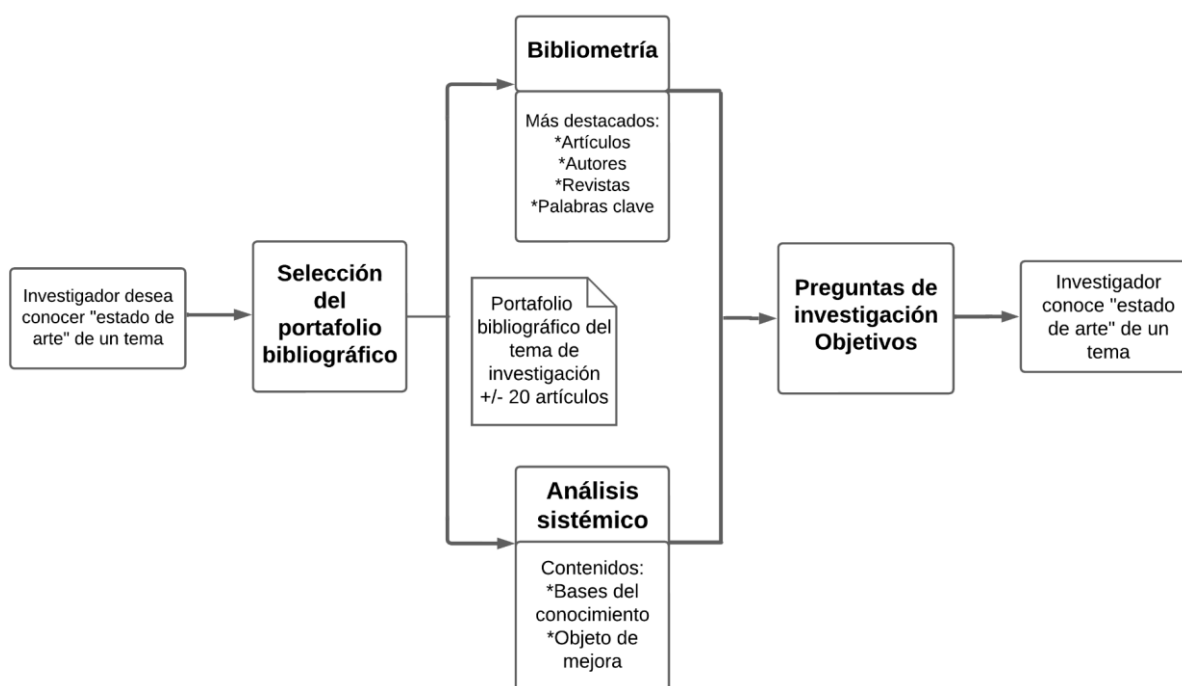 Investigador desea
conocer "estado de
arte" de un tema
Selección
del
portafolio
bibliográfico
Bibliometría
Más destacados:
*Artículos
*Autores
*Revistas
*Palabras clave
Portafolio
bibliográfico del
tema de
investigación
+/- 20 artículos
Análisis
sistémico
Contenidos:
*Bases del
conocimiento
*Objeto de
mejora
Preguntas de
investigación
Objetivos
Investigador
conoce "estado
de arte" de un
tema